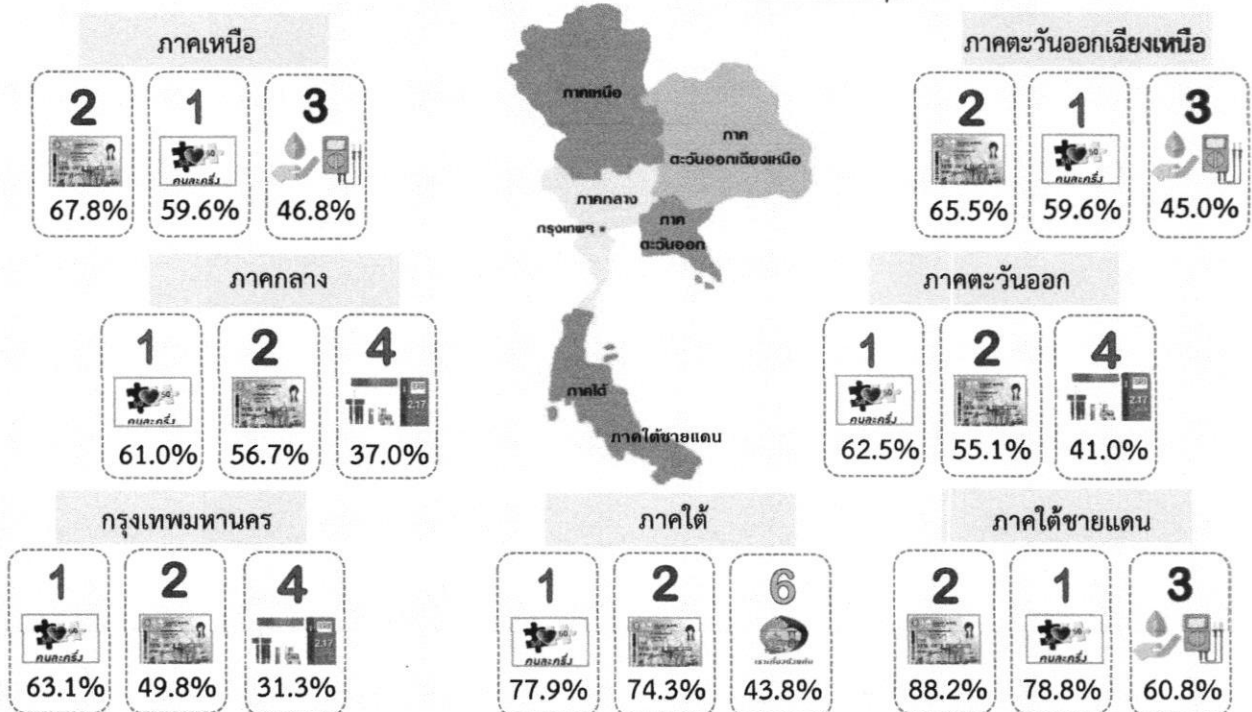 ภาคเหนือ
2 1 3
คนละครึ่ง
67.8% 59.6% 46.8%
ภาคตะวันออกเฉียงเหนือ
2 1 3
คนละครึ่ง
65.5% 59.6% 45.0%
ภาคเหนือ
ภาค
ตะวันออกเฉียงเหนือ
ภาคกลาง
ภาค
ตะวันออก
กรุงเทพฯ
ภาคใต้
ภาคใต้ชายแดน
ภาคกลาง
1 2 4
50
คนละครึ่ง
2.17
61.0% 56.7% 37.0%
ภาคตะวันออก
1 2 4
คนละครึ่ง
2.17
62.5% 55.1% 41.0%
กรุงเทพมหานคร
1 2 4
คนละครึ่ง
2.17
63.1% 49.8% 31.3%
ภาคใต้
1 2 6
คนละครึ่ง
77.9% 74.3% 43.8%
ภาคใต้ชายแดน
2 1 3
คนละครึ่ง
88.2% 78.8% 60.8%